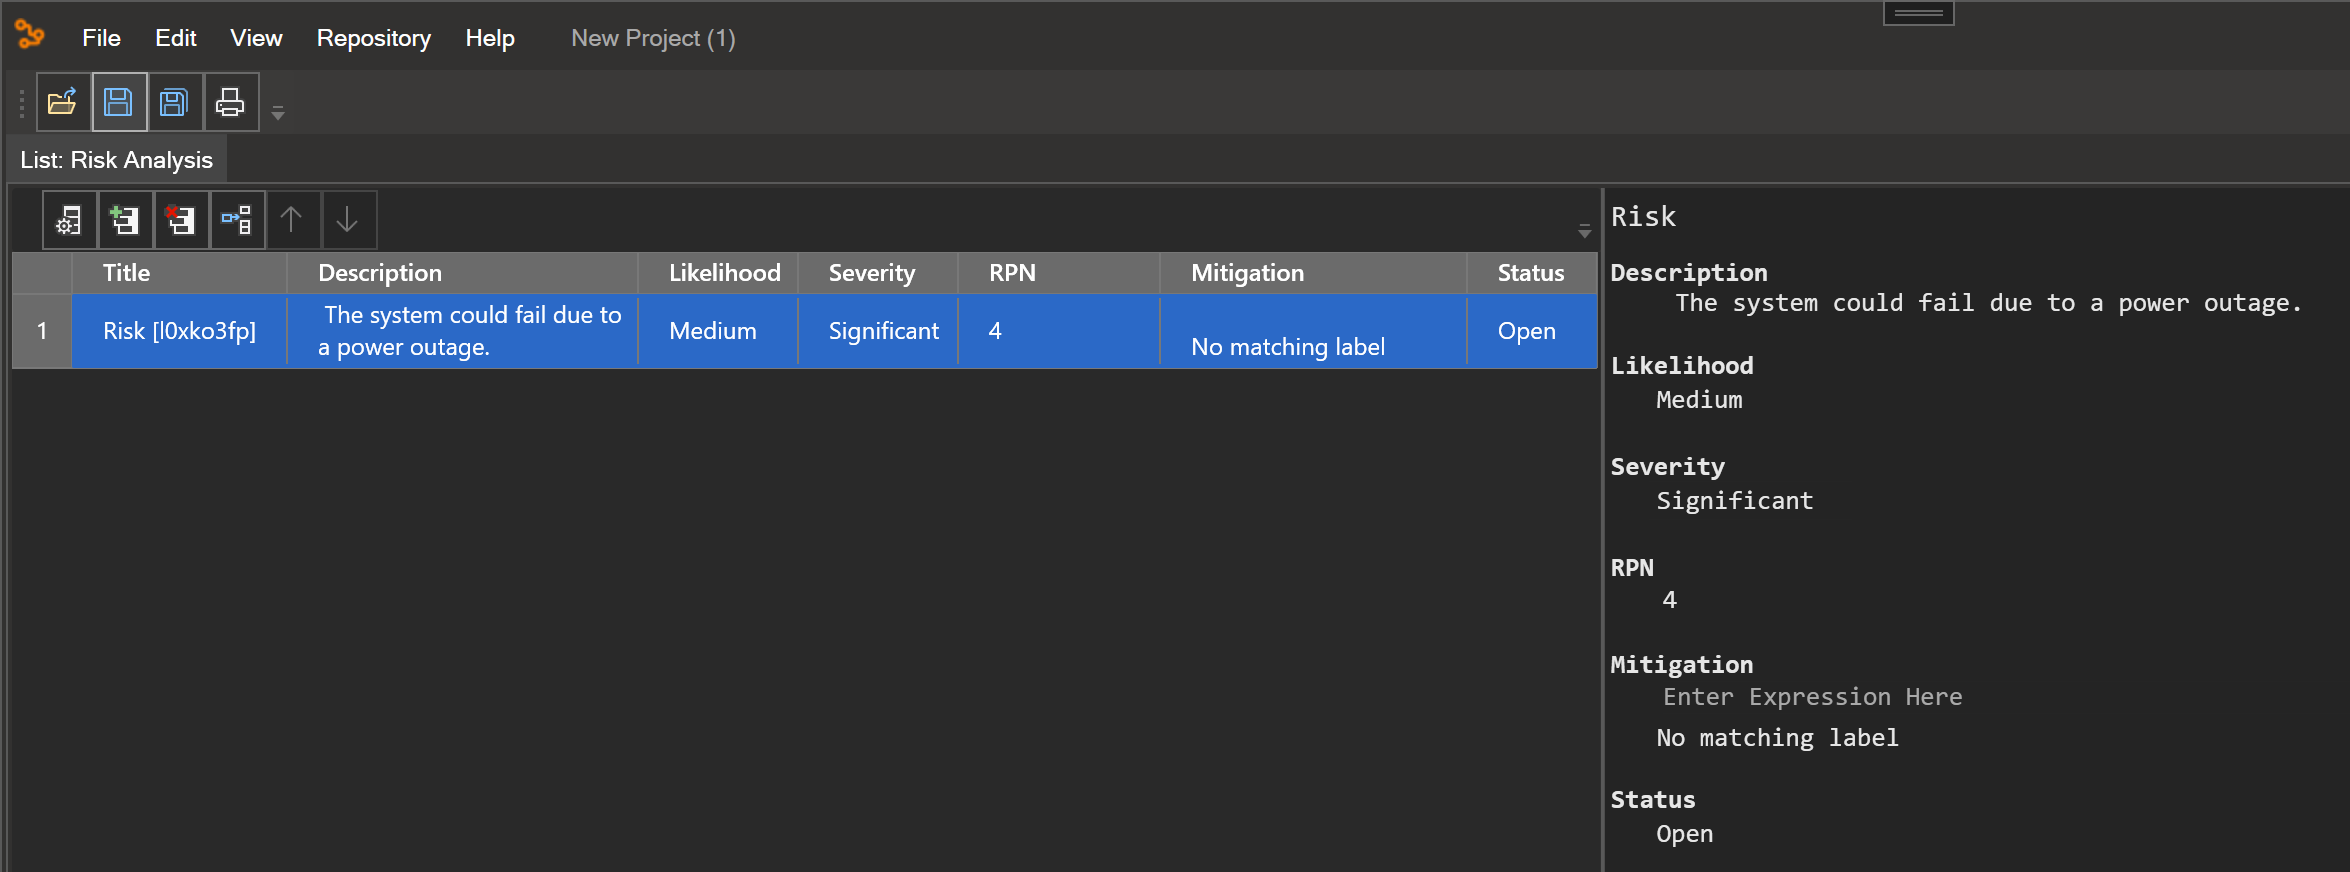 File Edit View Repository Help New Project (1)
List: Risk Analysis
Title Description Likelihood Severity RPN Mitigation Status
1 Risk [l0xko3fp] The system could fail due to a power outage. Medium Significant 4 No matching label Open
Risk
Description
The system could fail due to a power outage.
Likelihood
Medium
Severity
Significant
RPN
4
Mitigation
Enter Expression Here
No matching label
Status
Open